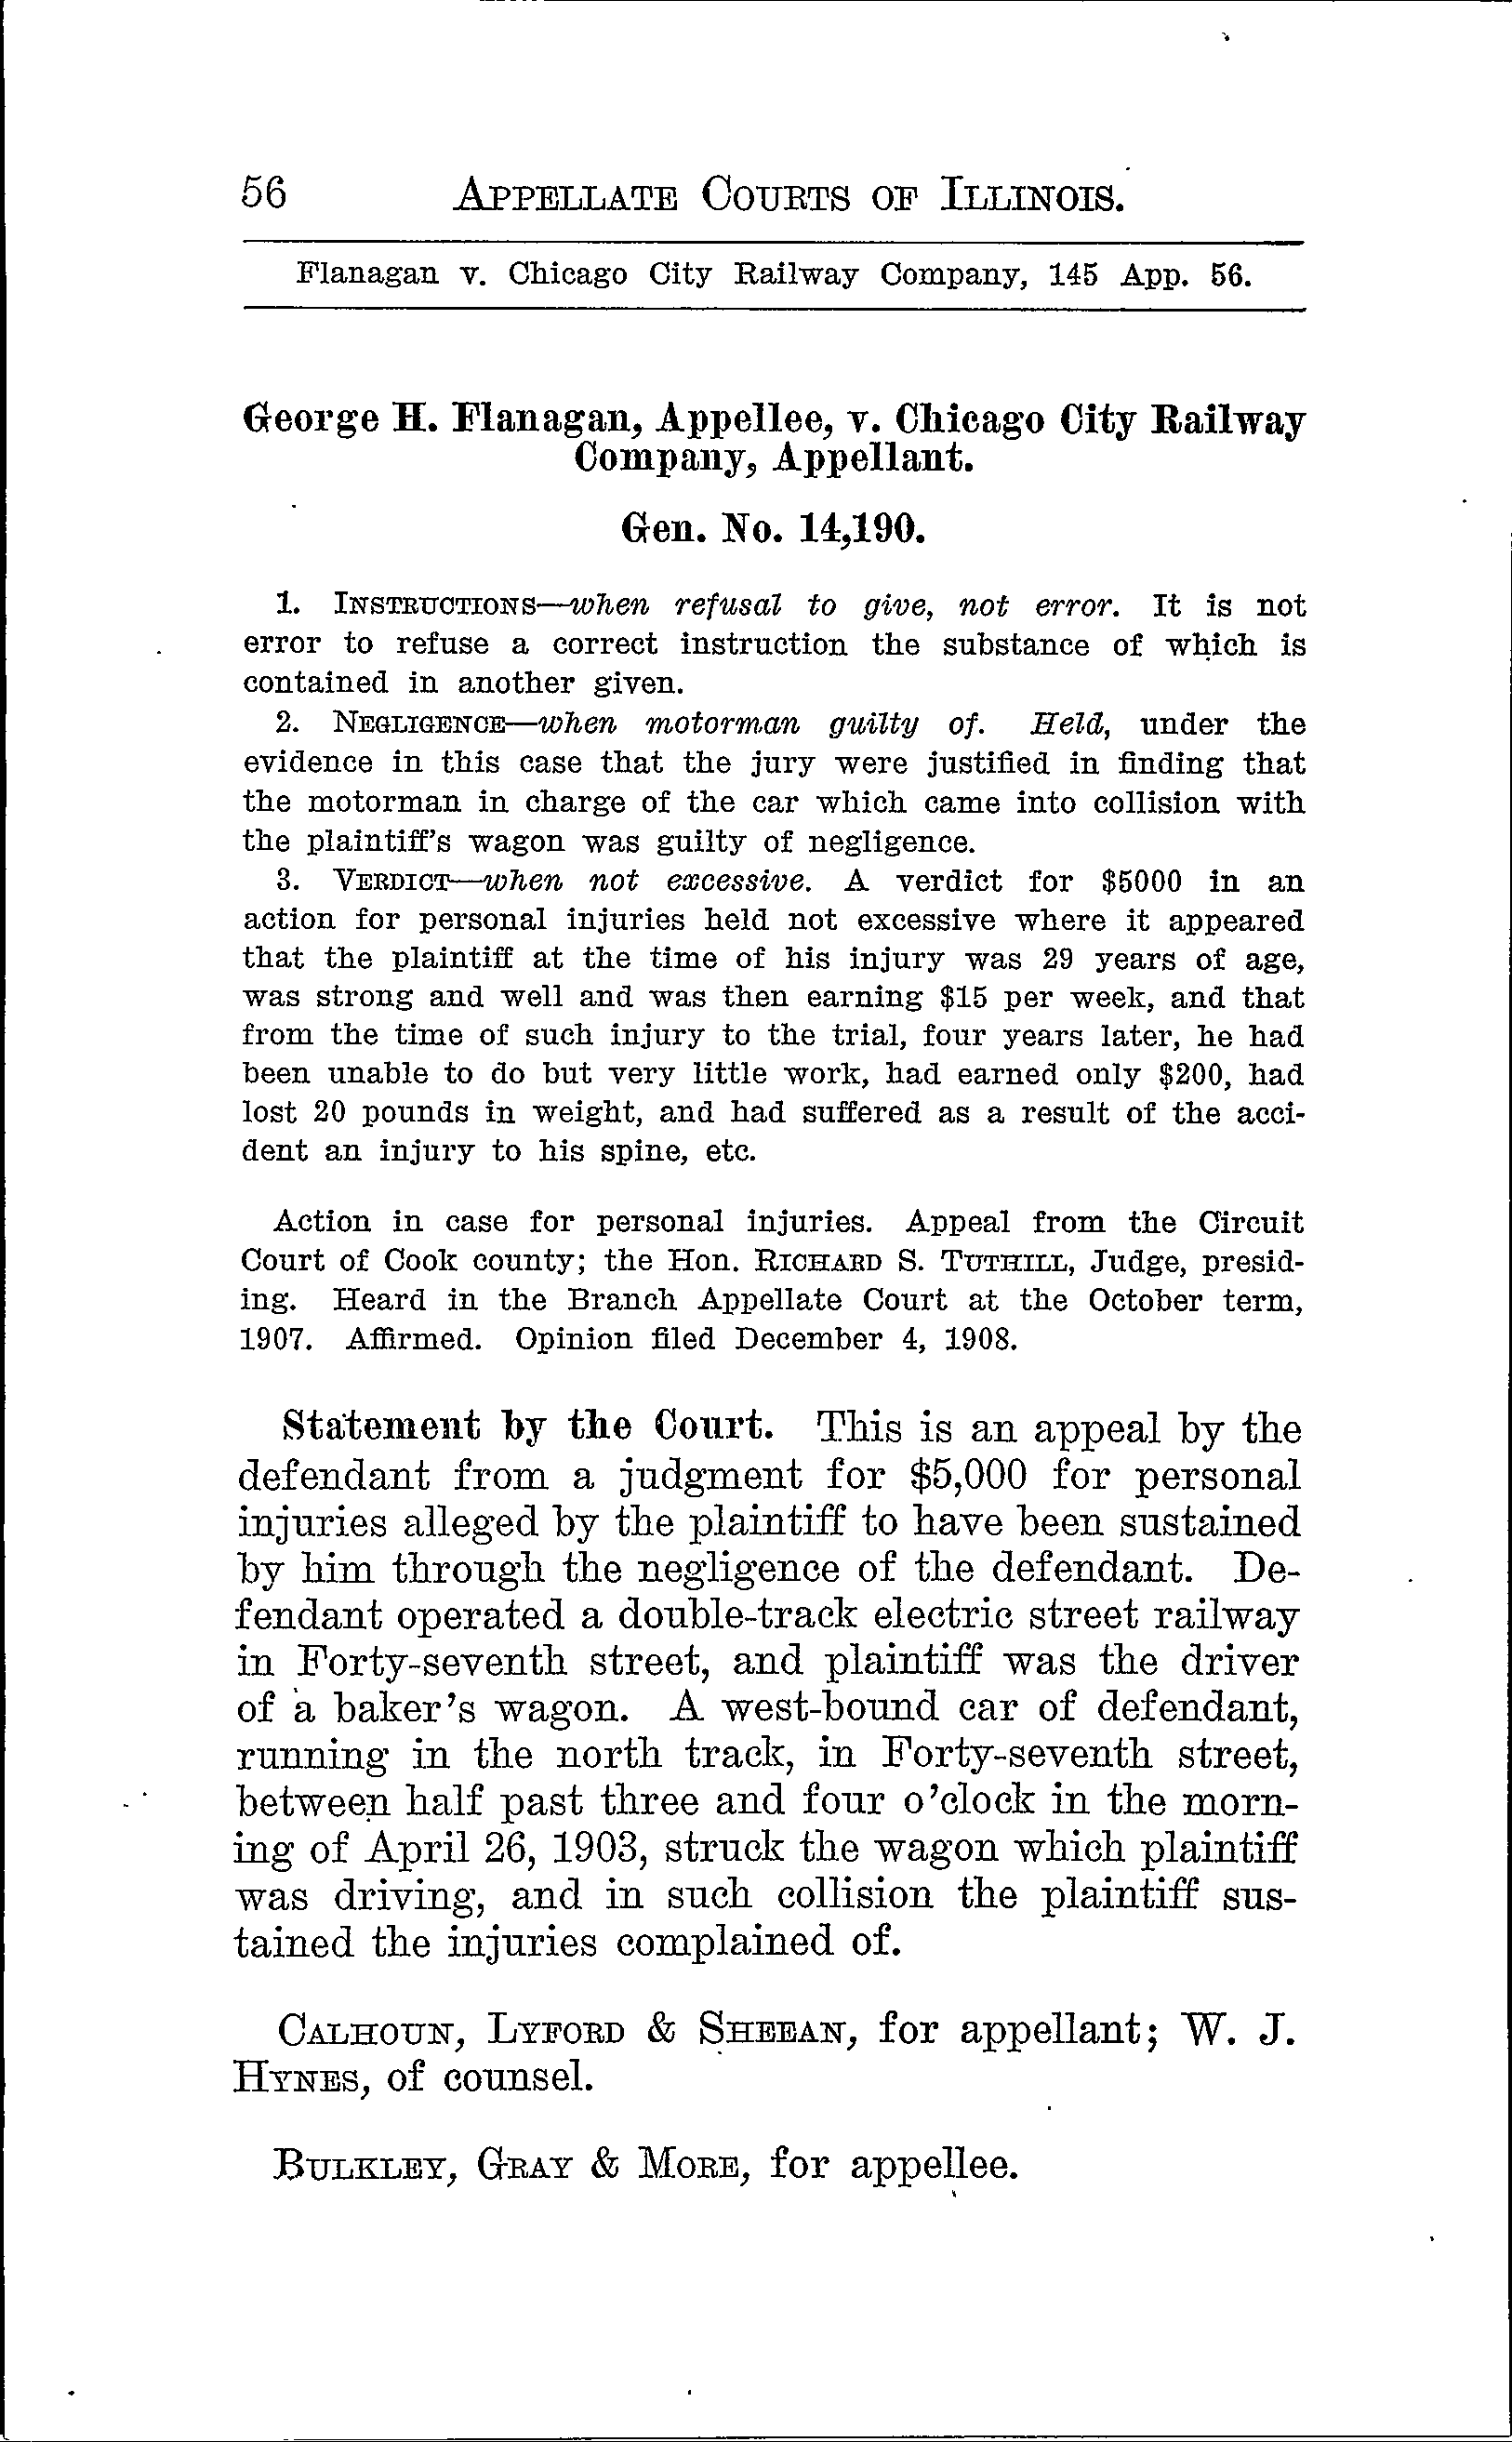 56 APPELLATE COURTS OF ILLINOIS.
Flanagan v. Chicago City Railway Company, 145 App. 56.
George H. Flanagan, Appellee, v. Chicago City Railway
Company, Appellant.
Gen. No. 14,190.
1. INSTRUCTIONS—when refusal to give, not error. It is not
error to refuse a correct instruction the substance of which is
contained in another given.
2. NEGLIGENCE—when motorman guilty of. Held, under the
evidence in this case that the jury were justified in finding that
the motorman in charge of the car which came into collision with
the plaintiff's wagon was guilty of negligence.
3. VERDICT—when not excessive. A verdict for $5000 in an
action for personal injuries held not excessive where it appeared
that the plaintiff at the time of his injury was 29 years of age,
was strong and well and was then earning $15 per week, and that
from the time of such injury to the trial, four years later, he had
been unable to do but very little work, had earned only $200, had
lost 20 pounds in weight, and had suffered as a result of the acci-
dent an injury to his spine, etc.
Action in case for personal injuries. Appeal from the Circuit
Court of Cook county; the Hon. RICHARD S. TUTHILL, Judge, presid-
ing. Heard in the Branch Appellate Court at the October term,
1907. Affirmed. Opinion filed December 4, 1908.
Statement by the Court. This is an appeal by the
defendant from a judgment for $5,000 for personal
injuries alleged by the plaintiff to have been sustained
by him through the negligence of the defendant. De-
fendant operated a double-track electric street railway
in Forty-seventh street, and plaintiff was the driver
of a baker's wagon. A west-bound car of defendant,
running in the north track, in Forty-seventh street,
between half past three and four o'clock in the morn-
ing of April 26, 1903, struck the wagon which plaintiff
was driving, and in such collision the plaintiff sus-
tained the injuries complained of.
CALHOUN, LYFORD & SHEEAN, for appellant; W. J.
HYNES, of counsel.
BULKLEY, GRAY & MORE, for appellee.